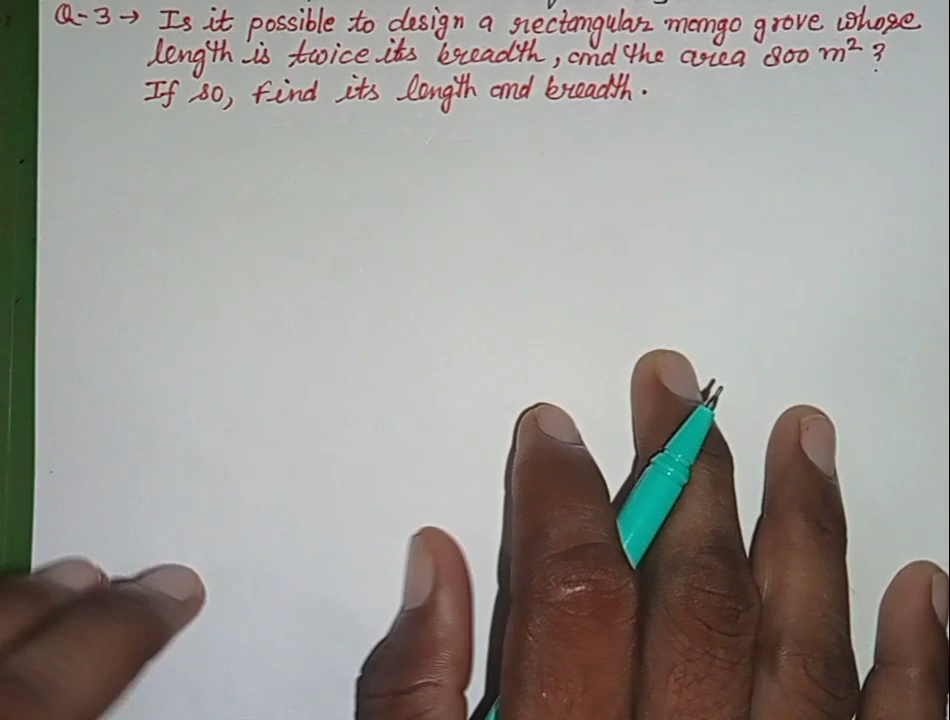 Q-3 → Is it possible to design a rectangular mango grove whose
length is twice its breadth, and the area 800 m² ?
If so, find its length and breadth.